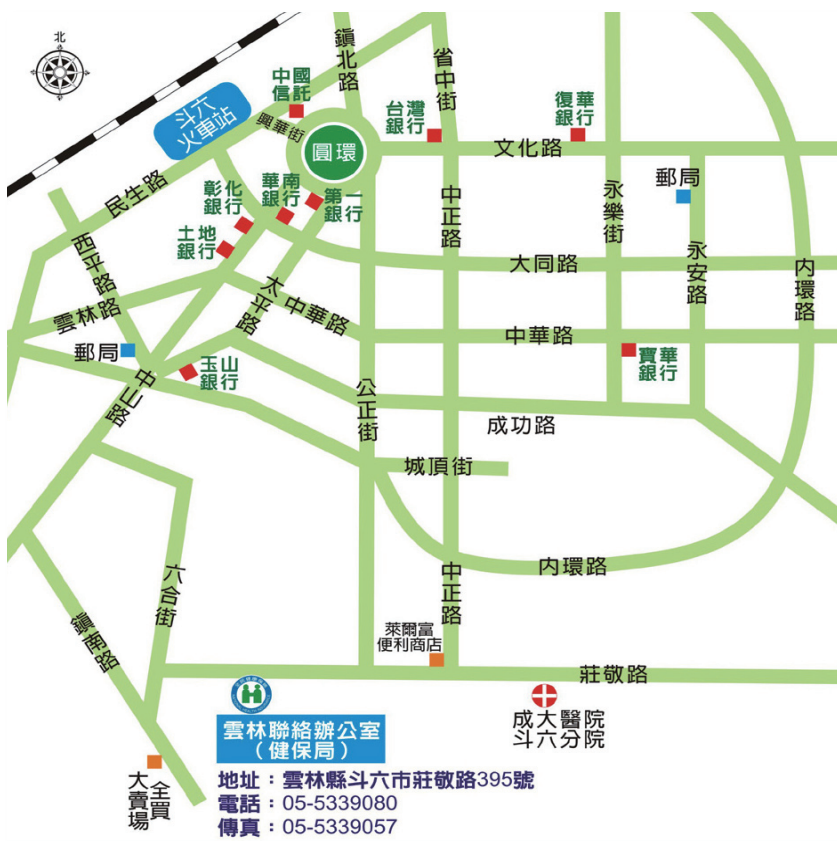 北
鎮北路
省中街
中國
信託
斗六
火車站
興華街
圓環
台灣
銀行
復華
銀行
文化路
民生路
彰化
銀行
華南
銀行
第一
銀行
土地
銀行
中正路
永樂街
郵局
永安路
內環路
西平路
雲林路
太平路
中華路
大同路
中華路
郵局
玉山
銀行
寶華
銀行
中山路
公正街
成功路
城頂街
內環路
中正路
六合街
鎮南路
萊爾富
便利商店
莊敬路
雲林聯絡辦公室
（健保局）
成大醫院
斗六分院
全買
大賣場
地址：雲林縣斗六市莊敬路395號
電話：05-5339080
傳真：05-5339057